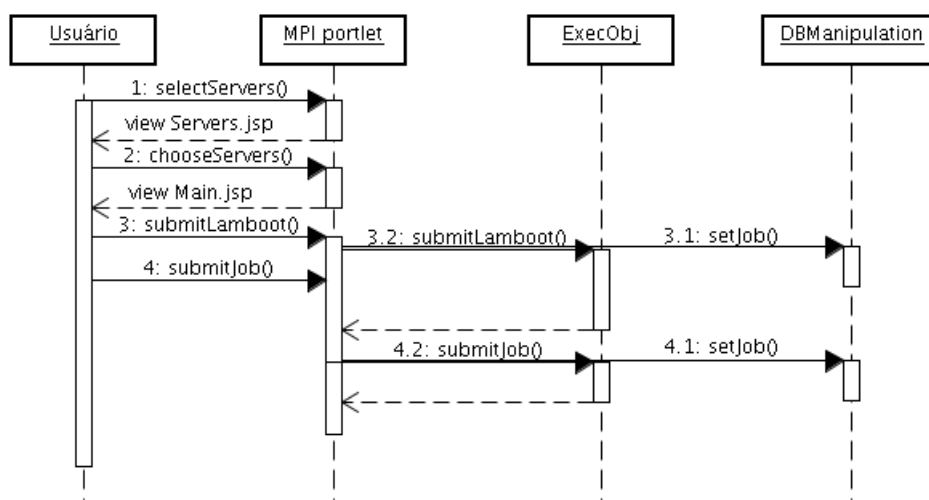 Usuário
MPI portlet
ExecObj
DBManipulation
1: selectServers()
view Servers.jsp
2: chooseServers()
view Main.jsp
3: submitLamboot()
3.2: submitLamboot()
3.1: setJob()
4: submitJob()
4.2: submitJob()
4.1: setJob()